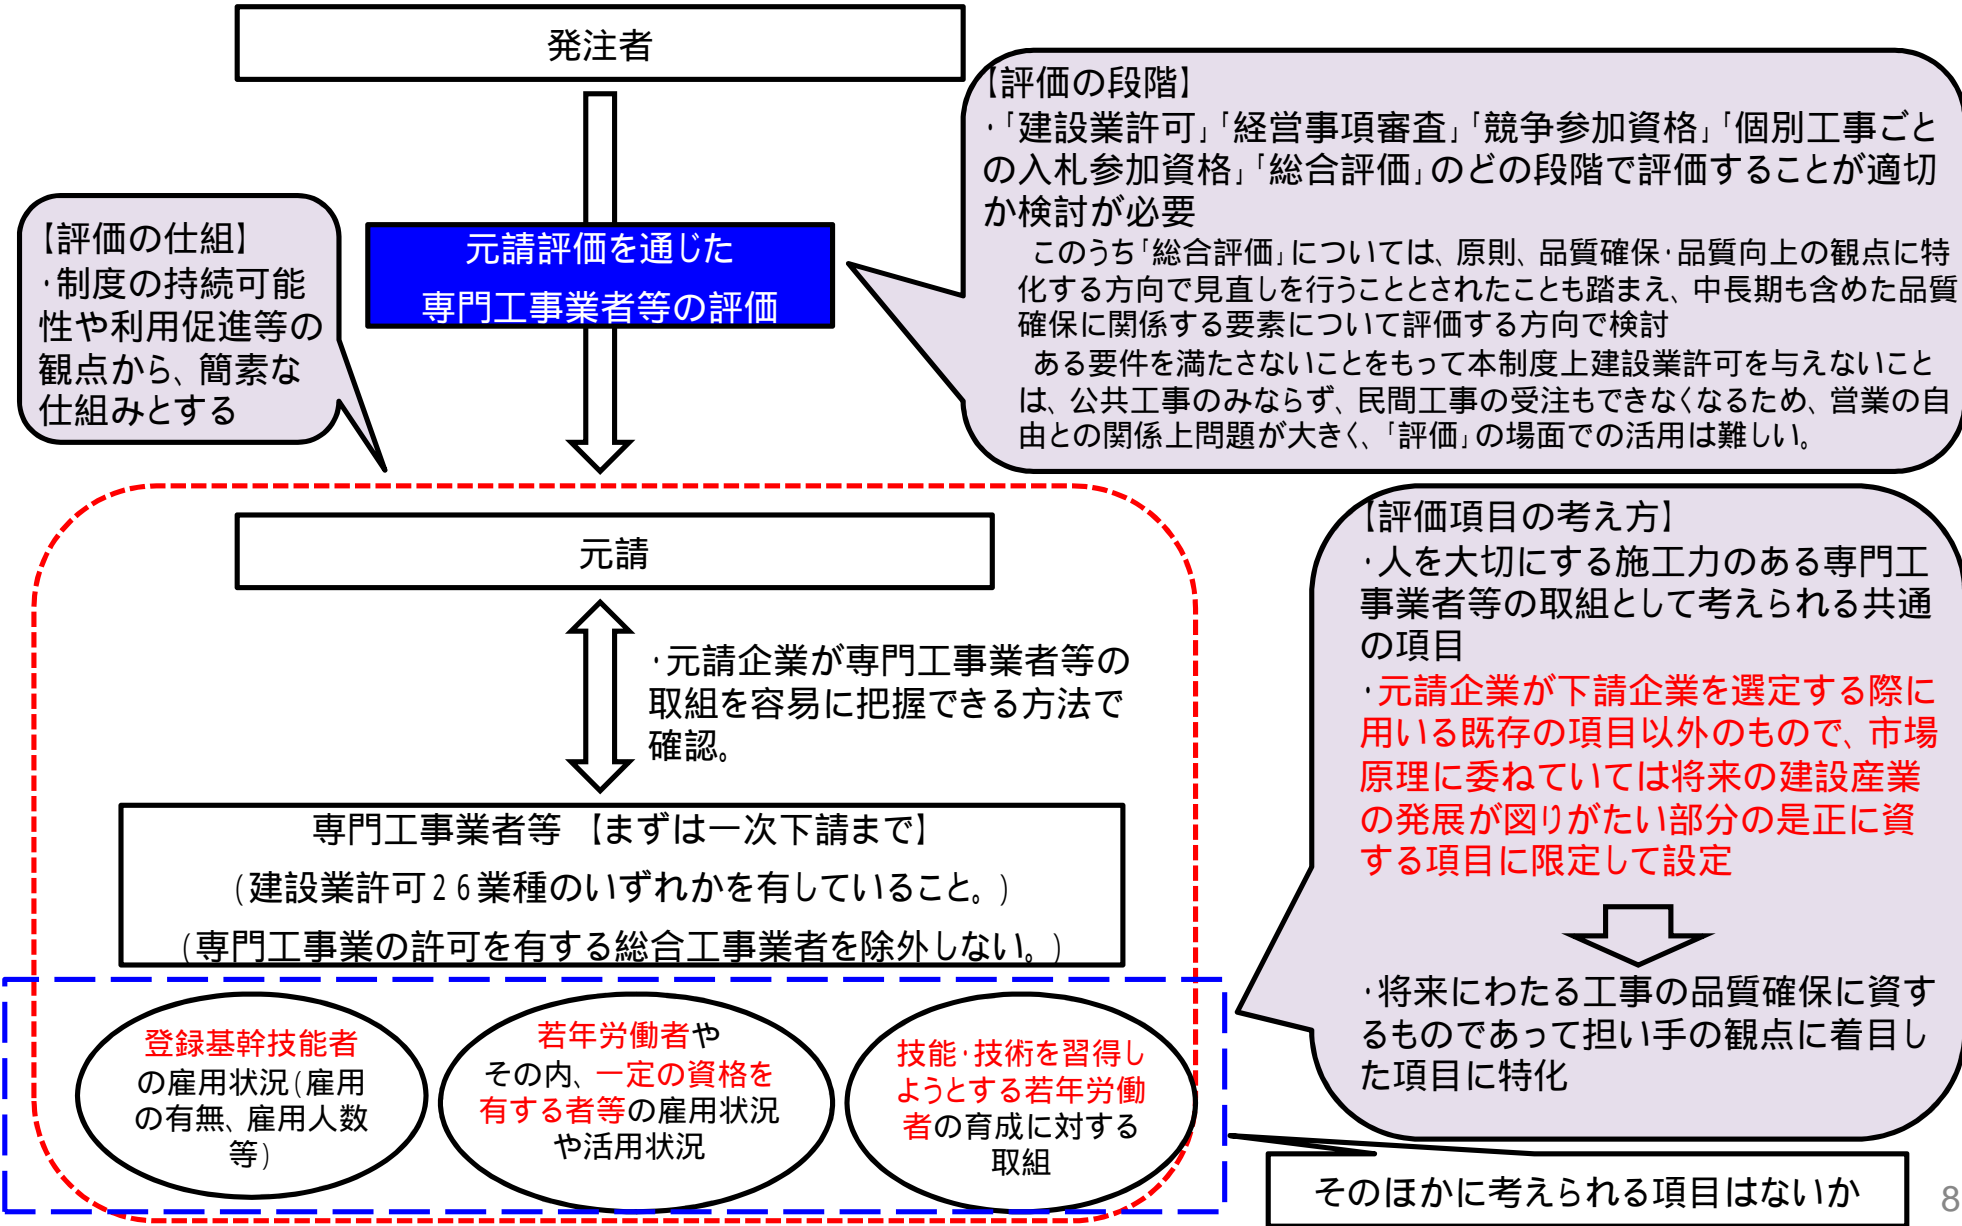 発注者
【評価の段階】
・「建設業許可」「経営事項審査」「競争参加資格」「個別工事ごと
の入札参加資格」「総合評価」のどの段階で評価することが適切
か検討が必要
このうち「総合評価」については、原則、品質確保・品質向上の観点に特
化する方向で見直しを行うこととされたことも踏まえ、中長期も含めた品質
確保に関係する要素について評価する方向で検討
ある要件を満たさないことをもって本制度上建設業許可を与えないこと
は、公共工事のみならず、民間工事の受注もできなくなるため、営業の自
由との関係上問題が大きく、「評価」の場面での活用は難しい。
【評価の仕組】
・制度の持続可能
性や利用促進等の
観点から、簡素な
仕組みとする
元請評価を通じた
専門工事業者等の評価
元請
・元請企業が専門工事業者等の
取組を容易に把握できる方法で
確認。
専門工事業者等 【まずは一次下請まで】
（建設業許可２６業種のいずれかを有していること。）
（専門工事業の許可を有する総合工事業者を除外しない。）
【評価項目の考え方】
・人を大切にする施工力のある専門工
事業者等の取組として考えられる共通
の項目
・元請企業が下請企業を選定する際に
用いる既存の項目以外のもので、市場
原理に委ねていては将来の建設産業
の発展が図りがたい部分の是正に資
する項目に限定して設定
・将来にわたる工事の品質確保に資す
るものであって担い手の観点に着目し
た項目に特化
登録基幹技能者
の雇用状況（雇用
の有無、雇用人数
等）
若年労働者や
その内、一定の資格を
有する者等の雇用状況
や活用状況
技能・技術を習得し
ようとする若年労働
者の育成に対する
取組
そのほかに考えられる項目はないか
8